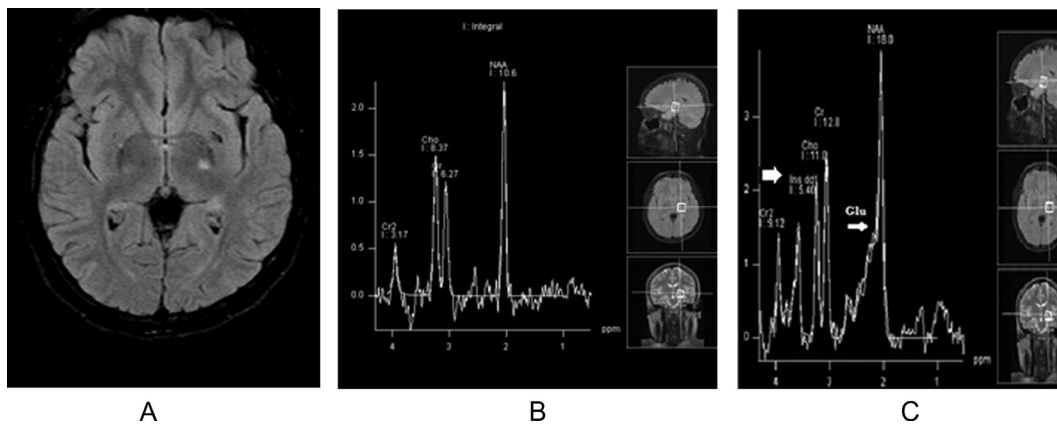 I : Integral
NAA
I : 10.6
Cho
I : 8.37
Cr
6.27
Cr2
I : 3.17
2.0
1.5
1.0
0.5
0.0
ppm
4
3
2
1
NAA
I : 18.0
Cr
I : 12.8
Cho
I : 11.0
Ins dd1
I : 5.40
Cr2
I : 9.12
Glu
3
2
1
0
ppm
4
3
2
1
A
B
C